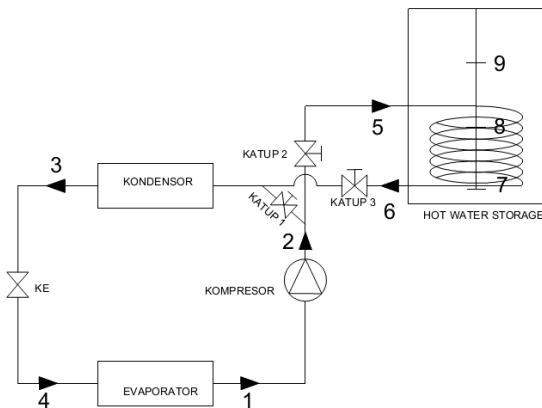 9
5
8
KATUP 2
3
KONDENSOR
7
KATUP 3
6
KATUP 1
HOT WATER STORAGE
2
KOMPRESOR
KE
EVAPORATOR
4
1